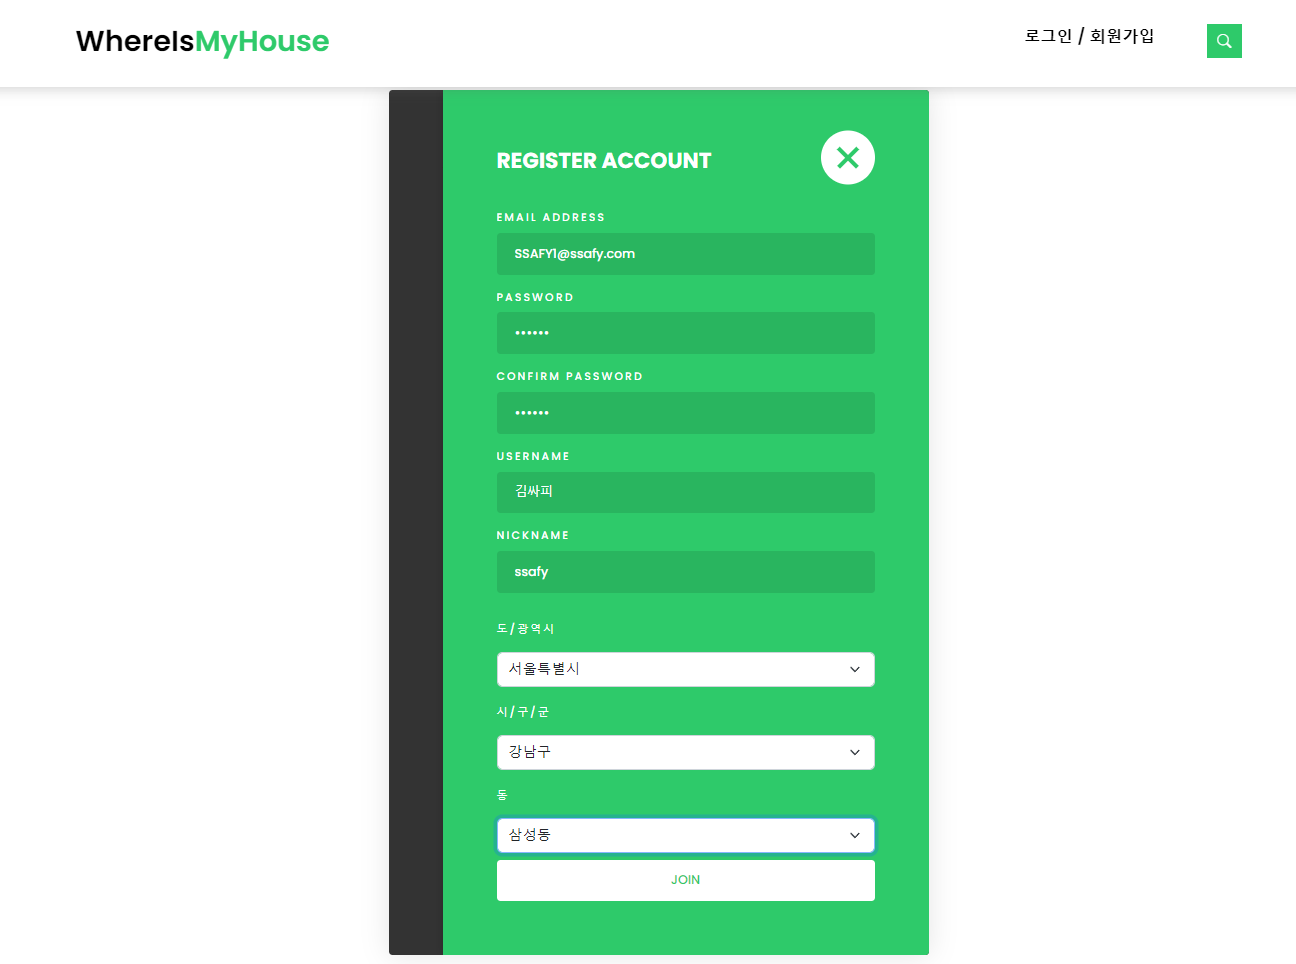 WhereIsMyHouse
로그인 / 회원가입
REGISTER ACCOUNT
EMAIL ADDRESS
SSAFY1@ssafy.com
PASSWORD
••••••
CONFIRM PASSWORD
••••••
USERNAME
김싸피
NICKNAME
ssafy
도/광역시
서울특별시
시/구/군
강남구
동
삼성동
JOIN